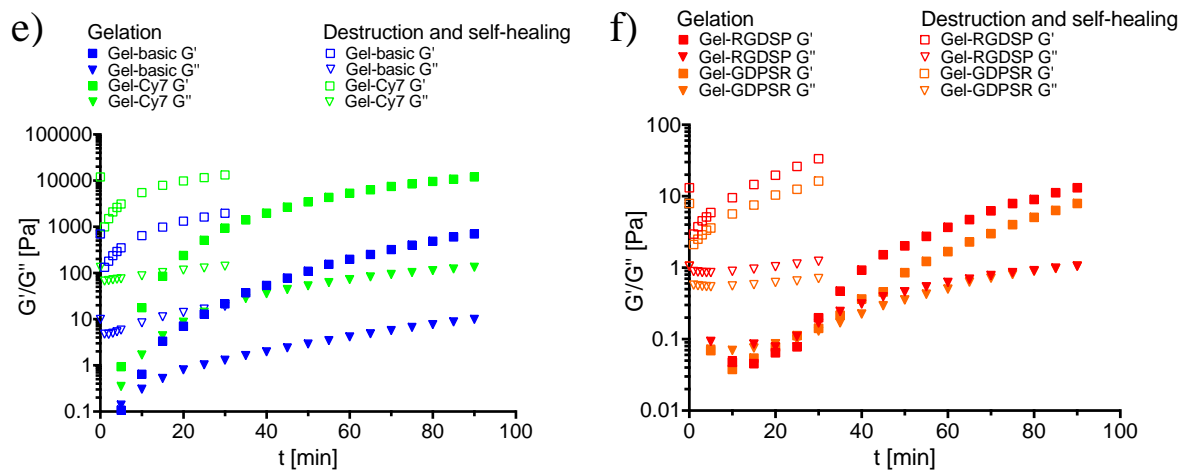 e)
Gelation
Gel-basic G'
Gel-basic G''
Gel-Cy7 G'
Gel-Cy7 G''
Destruction and self-healing
Gel-basic G'
Gel-basic G''
Gel-Cy7 G'
Gel-Cy7 G''
G'/G'' [Pa]
100000
10000
1000
100
10
1
0.1
0 20 40 60 80 100
t [min]
f)
Gelation
Gel-RGDSP G'
Gel-RGDSP G''
Gel-GDPSR G'
Gel-GDPSR G''
Destruction and self-healing
Gel-RGDSP G'
Gel-RGDSP G''
Gel-GDPSR G'
Gel-GDPSR G''
G'/G'' [Pa]
100
10
1
0.1
0.01
0 20 40 60 80 100
t [min]